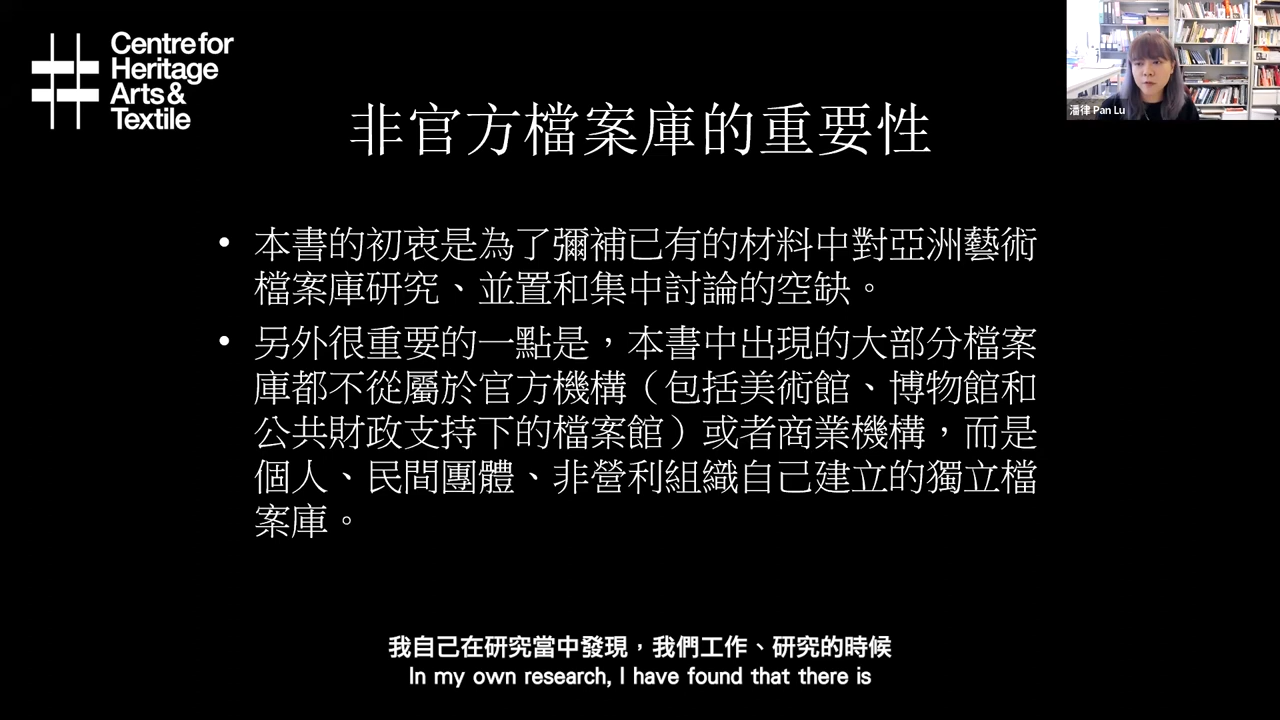 Centre for
Heritage
Arts &
Textile
潘律 Pan Lu
非官方檔案庫的重要性
• 本書的初衷是為了彌補已有的材料中對亞洲藝術
檔案庫研究、並置和集中討論的空缺。
• 另外很重要的一點是，本書中出現的大部分檔案
庫都不從屬於官方機構（包括美術館、博物館和
公共財政支持下的檔案館）或者商業機構，而是
個人、民間團體、非營利組織自己建立的獨立檔
案庫。
我自己在研究當中發現，我們工作、研究的時候
In my own research, I have found that there is